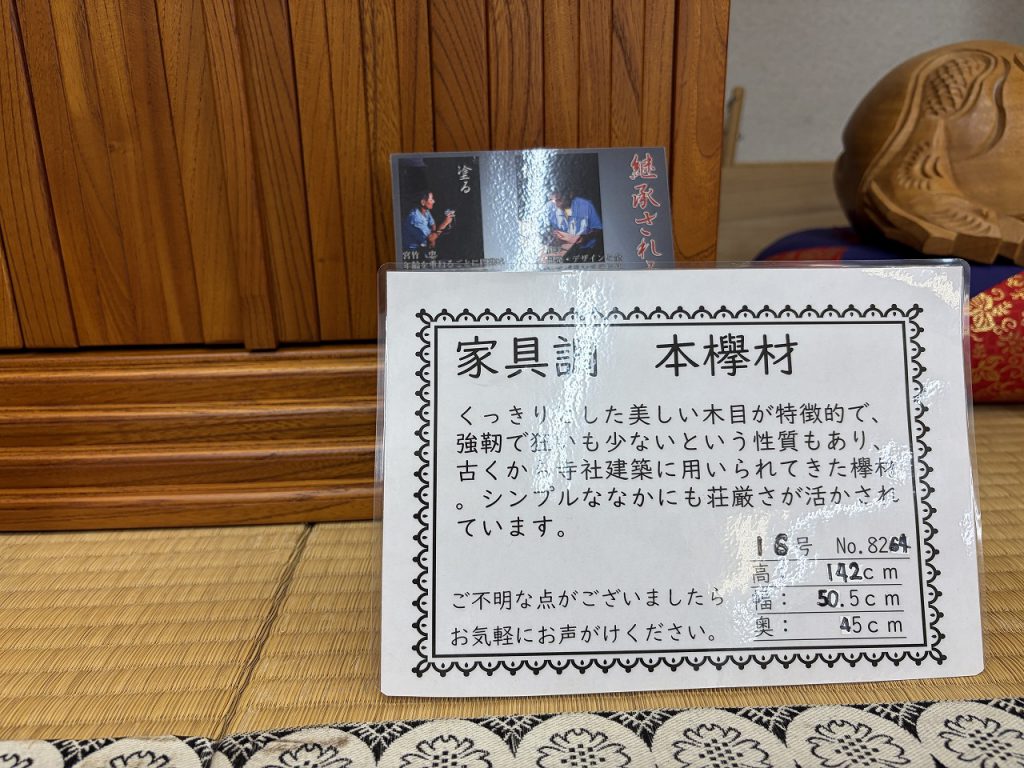 継承され
塗る
宮竹 忠
家具調 本欅材
くっきりとした美しい木目が特徴的で、
強靭で狂いも少ないという性質もあり、
古くから寺社建築に用いられてきた欅材
。シンプルななかにも荘厳さが活かされ
ています。
16号 No.8264
高： 142cm
幅： 50.5cm
奥： 45cm
ご不明な点がございましたら
お気軽にお声がけください。